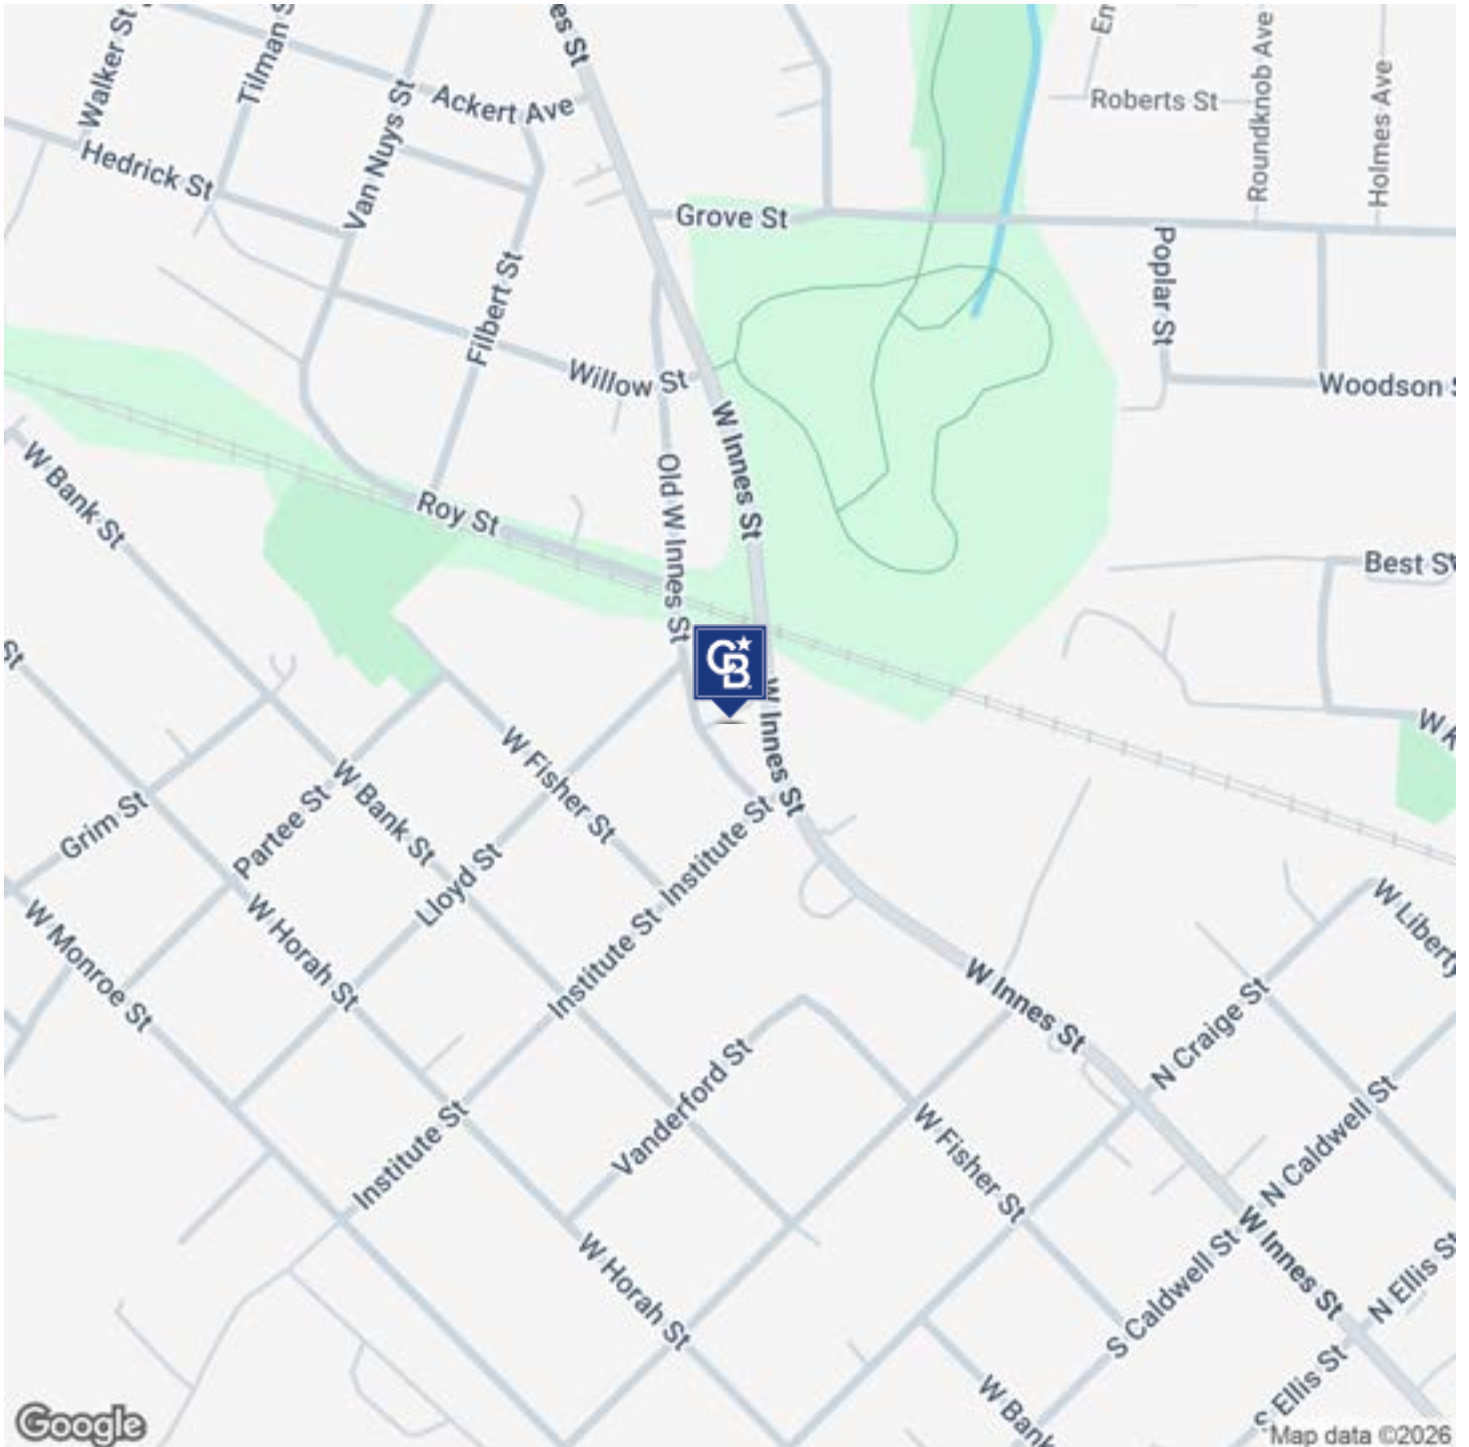 es St
Walker St
Tilman S
Van Nuys St
Ackert Ave
Hedrick St
En
Roberts St
Roundknob Ave
Holmes Ave
Grove St
Poplar St
Filbert St
Willow St
Woodson S
W Innes St
Old W Innes St
W Bank St
Roy St
Best St
CB
St
W Innes St
W Fisher St
W Bank St
Partee St
Grim St
Lloyd St
Institute St
Institute St
W Horah St
W Monroe St
W Liberty
W Innes St
N Craige St
Vanderford St
Institute St
W Fisher St
N Caldwell St
W Horah St
S Caldwell St
W Innes St
N Ellis St
S Ellis St
W Bank
Google
Map data ©2026